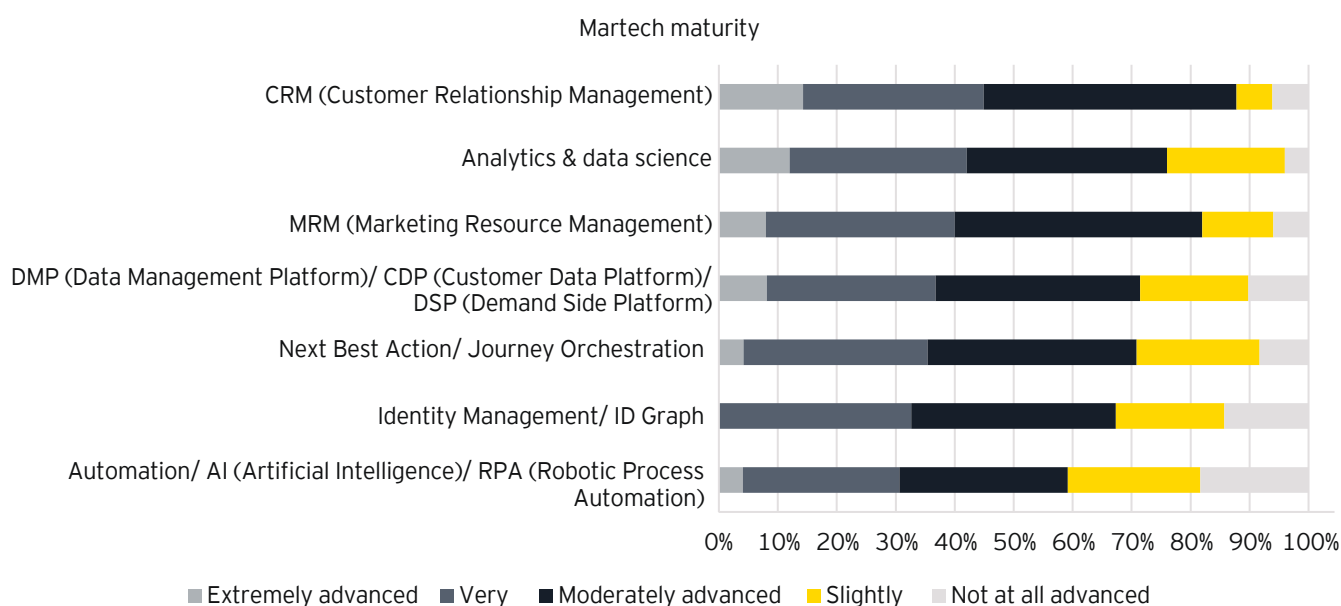 Martech maturity
CRM (Customer Relationship Management)
Analytics & data science
MRM (Marketing Resource Management)
DMP (Data Management Platform)/ CDP (Customer Data Platform)/
DSP (Demand Side Platform)
Next Best Action/ Journey Orchestration
Identity Management/ ID Graph
Automation/ AI (Artificial Intelligence)/ RPA (Robotic Process
Automation)
0% 10% 20% 30% 40% 50% 60% 70% 80% 90% 100%
Extremely advanced Very Moderately advanced Slightly Not at all advanced